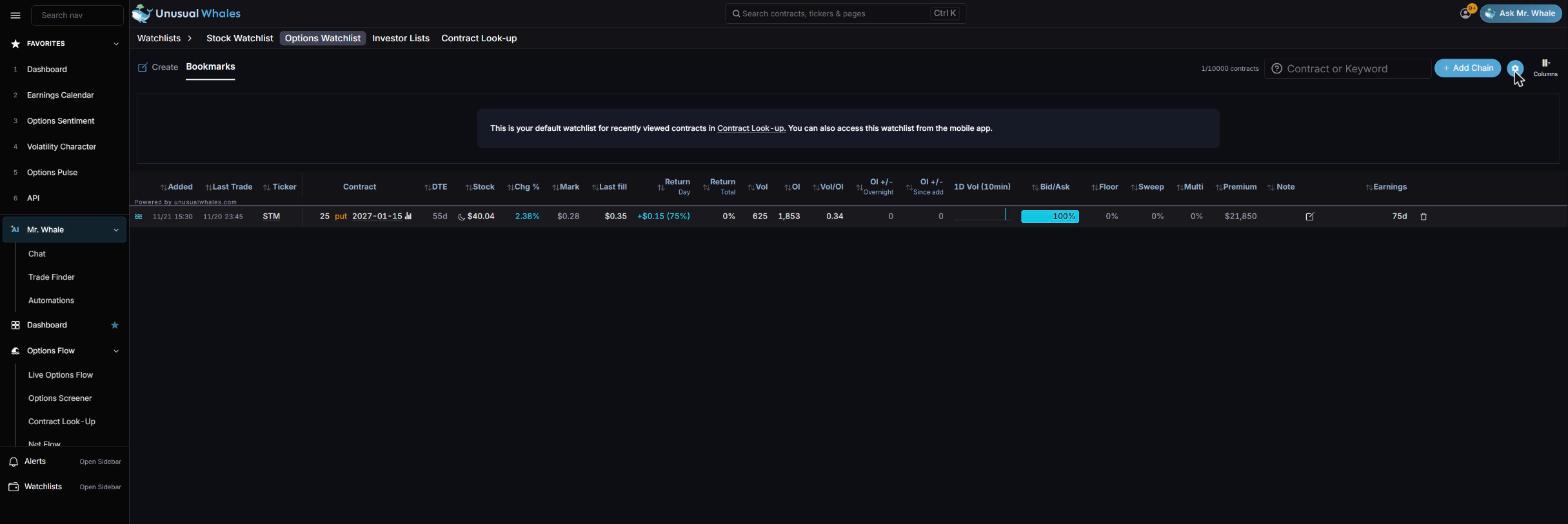 Search nav
Unusual Whales
Search contracts, tickers & pages
Ctrl K
9+
Ask Mr. Whale
FAVORITES
1 Dashboard
2 Earnings Calendar
3 Options Sentiment
4 Volatility Character
5 Options Pulse
6 API
AI Mr. Whale
Chat
Trade Finder
Automations
Dashboard
Options Flow
Live Options Flow
Options Screener
Contract Look-Up
Net Flow
Alerts Open Sidebar
Watchlists Open Sidebar
Watchlists > Stock Watchlist Options Watchlist Investor Lists Contract Look-up
Create Bookmarks
1/10000 contracts
Contract or Keyword
+ Add Chain
Columns
This is your default watchlist for recently viewed contracts in Contract Look-up. You can also access this watchlist from the mobile app.
Added Last Trade Ticker Contract DTE Stock Chg % Mark Last fill Return Day Return Total Vol OI Vol/OI OI +/- Overnight OI +/- Since add 1D Vol (10min) Bid/Ask Floor Sweep Multi Premium Note Earnings
Powered by unusualwhales.com
11/21 15:30 11/20 23:45 STM 25 put 2027-01-15 55d $40.04 2.38% $0.28 $0.35 +$0.15 (75%) 0% 625 1,853 0.34 0 0 100% 0% 0% 0% $21,850 75d